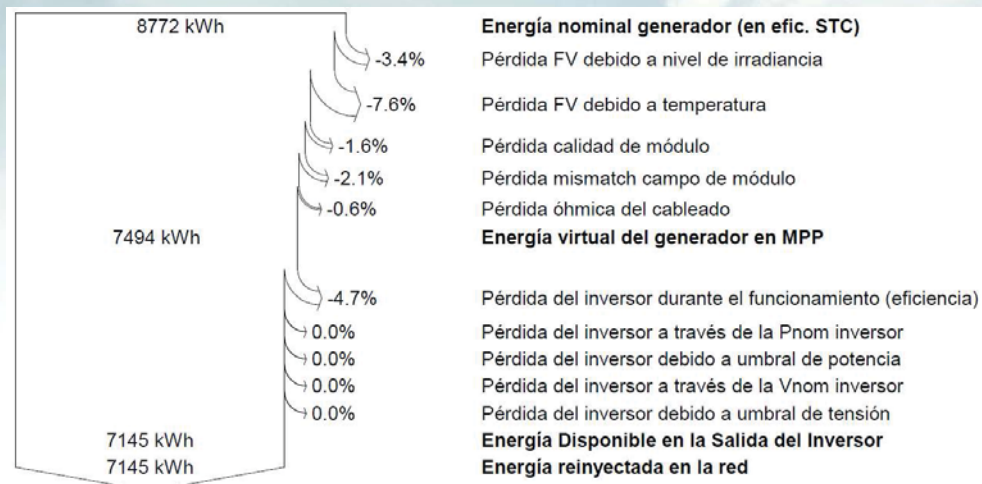 8772 kWh Energía nominal generador (en efic. STC)
-3.4% Pérdida FV debido a nivel de irradiancia
-7.6% Pérdida FV debido a temperatura
-1.6% Pérdida calidad de módulo
-2.1% Pérdida mismatch campo de módulo
-0.6% Pérdida óhmica del cableado
7494 kWh Energía virtual del generador en MPP
-4.7% Pérdida del inversor durante el funcionamiento (eficiencia)
0.0% Pérdida del inversor a través de la Pnom inversor
0.0% Pérdida del inversor debido a umbral de potencia
0.0% Pérdida del inversor a través de la Vnom inversor
0.0% Pérdida del inversor debido a umbral de tensión
7145 kWh Energía Disponible en la Salida del Inversor
7145 kWh Energía reinyectada en la red